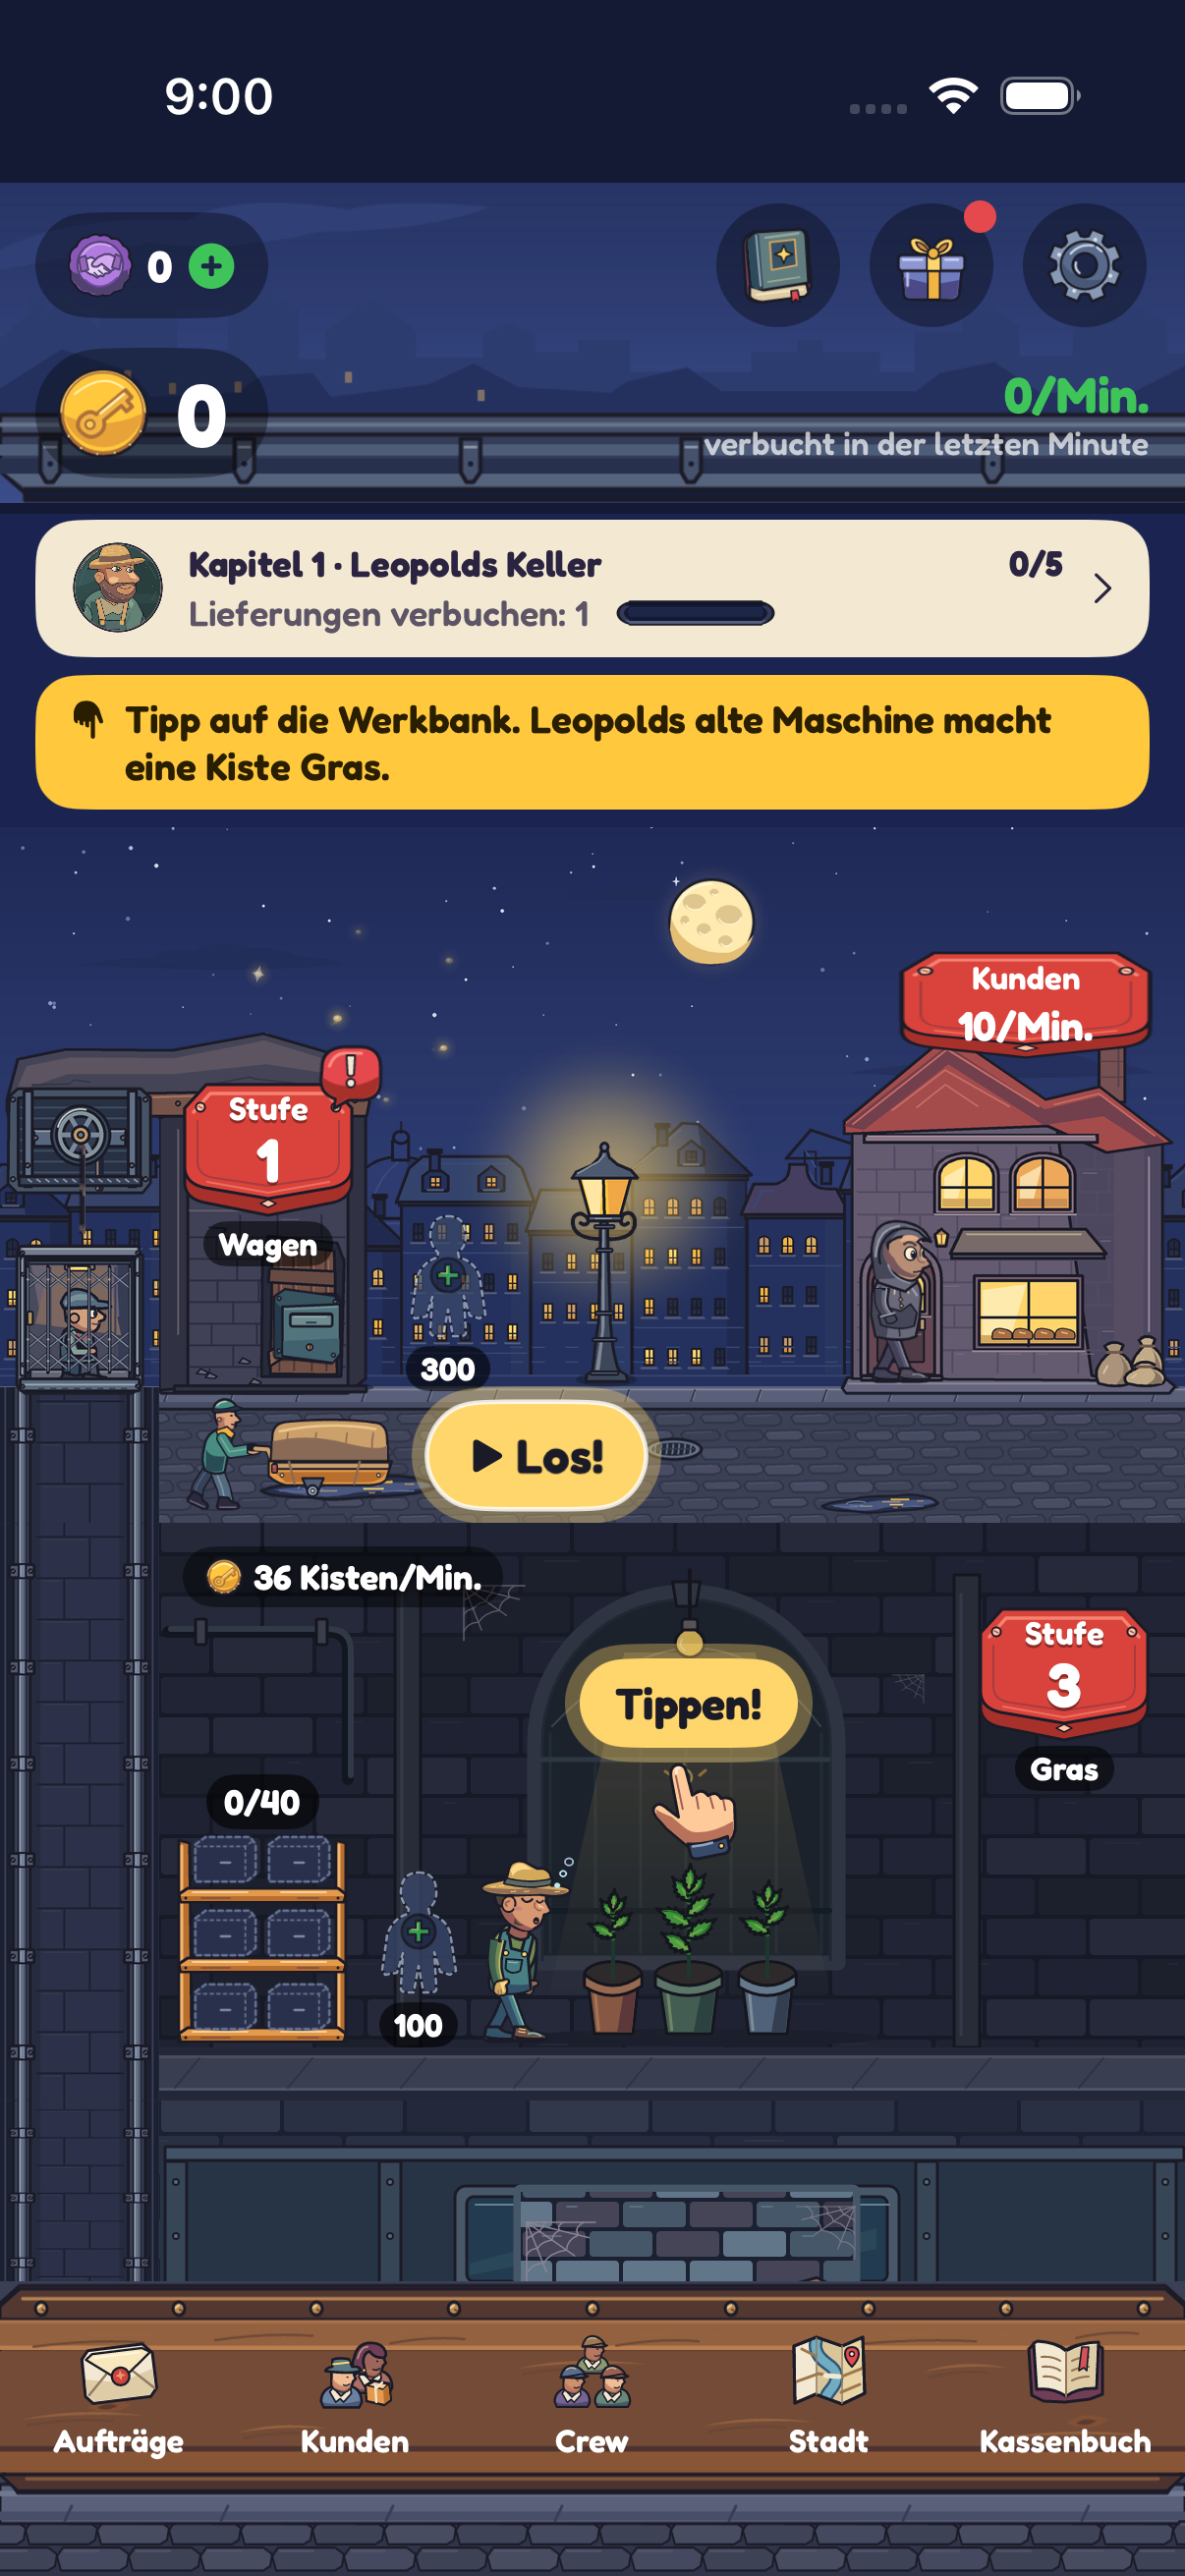 9:00
0
0
0/Min.
verbucht in der letzten Minute
Kapitel 1 · Leopolds Keller
0/5
Lieferungen verbuchen: 1
Tipp auf die Werkbank. Leopolds alte Maschine macht
eine Kiste Gras.
Kunden
10/Min.
!
Stufe
1
Wagen
300
Los!
36 Kisten/Min.
Stufe
3
Tippen!
Gras
0/40
100
Aufträge
Kunden
Crew
Stadt
Kassenbuch